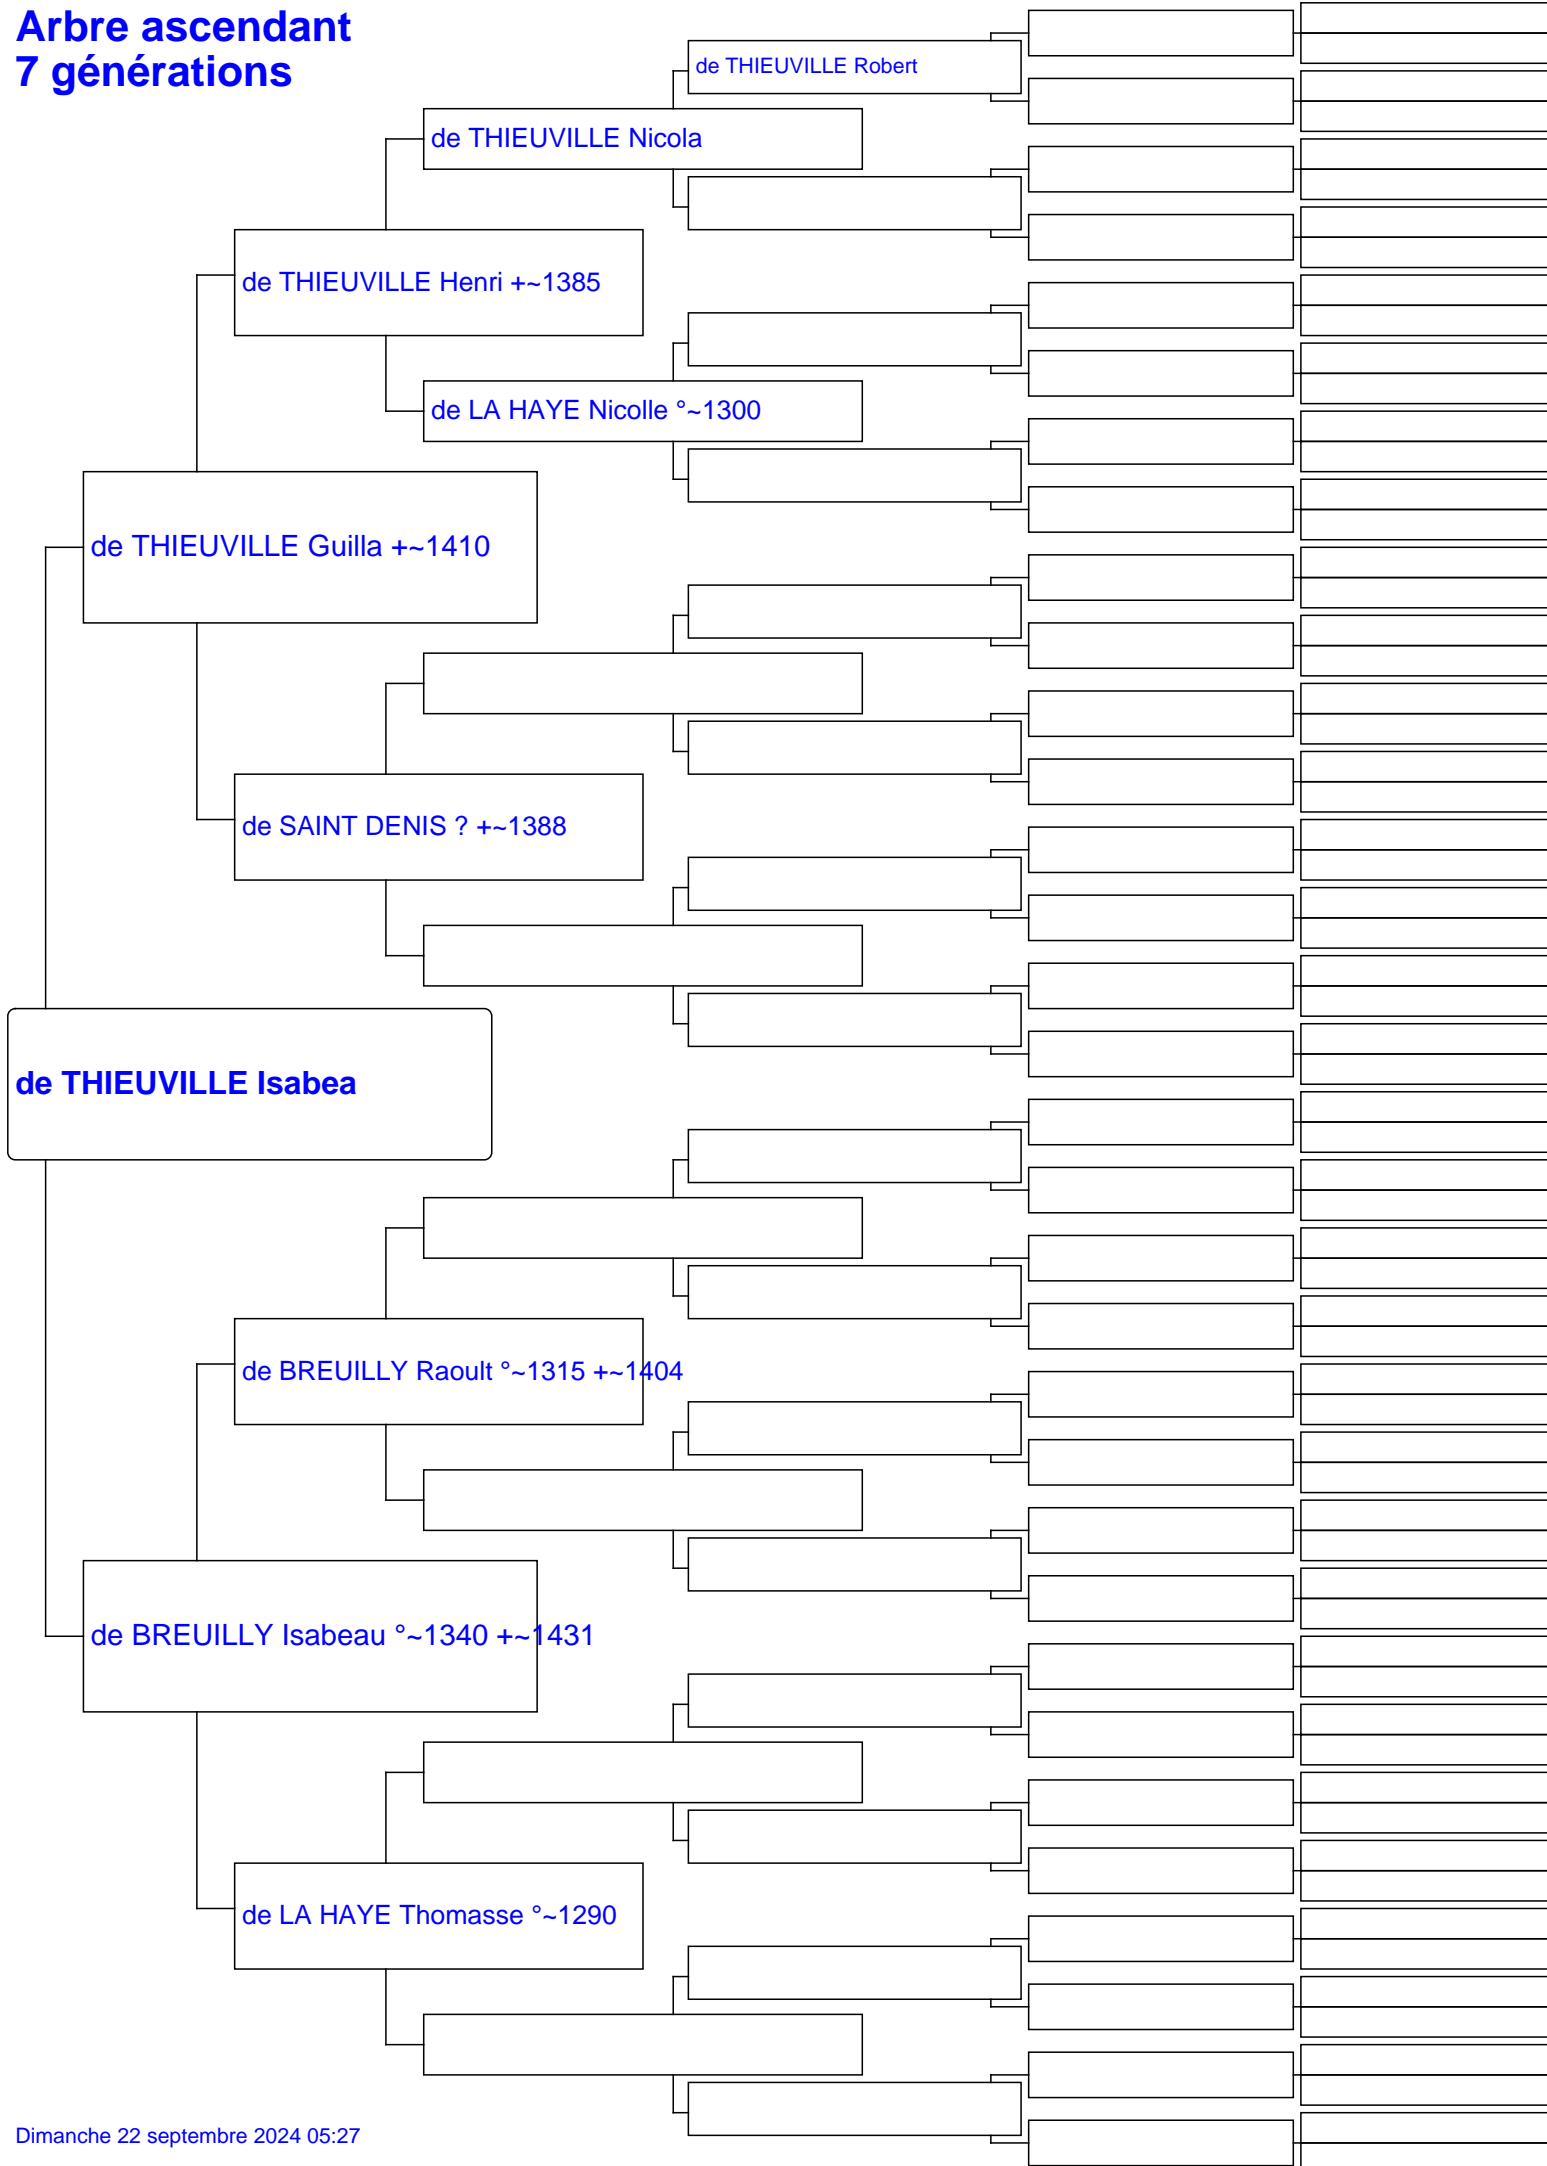 Arbre ascendant
7 générations
de THIEUVILLE Robert
de THIEUVILLE Nicola
de THIEUVILLE Henri +~1385
de LA HAYE Nicolle °~1300
de THIEUVILLE Guilla +~1410
de SAINT DENIS ? +~1388
de THIEUVILLE Isabea
de BREUILLY Raoult °~1315 +~1404
de BREUILLY Isabeau °~1340 +~1431
de LA HAYE Thomasse °~1290
Dimanche 22 septembre 2024 05:27